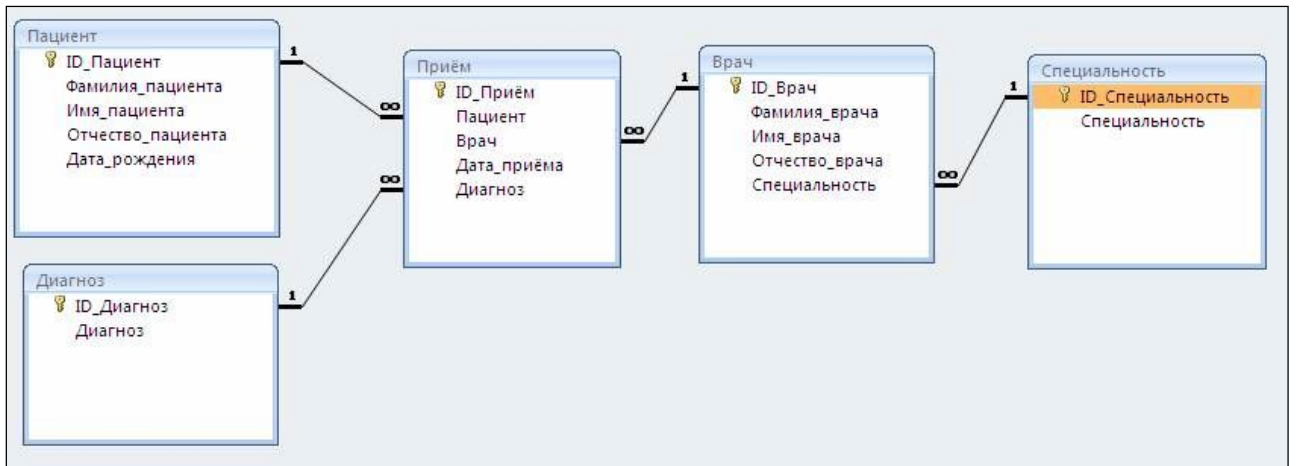 Пациент
ID_Пациент
Фамилия_пациента
Имя_пациента
Отчество_пациента
Дата_рождения
1
∞
Приём
ID_Приём
Пациент
Врач
Дата_приёма
Диагноз
∞
∞
1
Врач
ID_Врач
Фамилия_врача
Имя_врача
Отчество_врача
Специальность
∞
1
Специальность
ID_Специальность
Специальность
Диагноз
ID_Диагноз
Диагноз
1